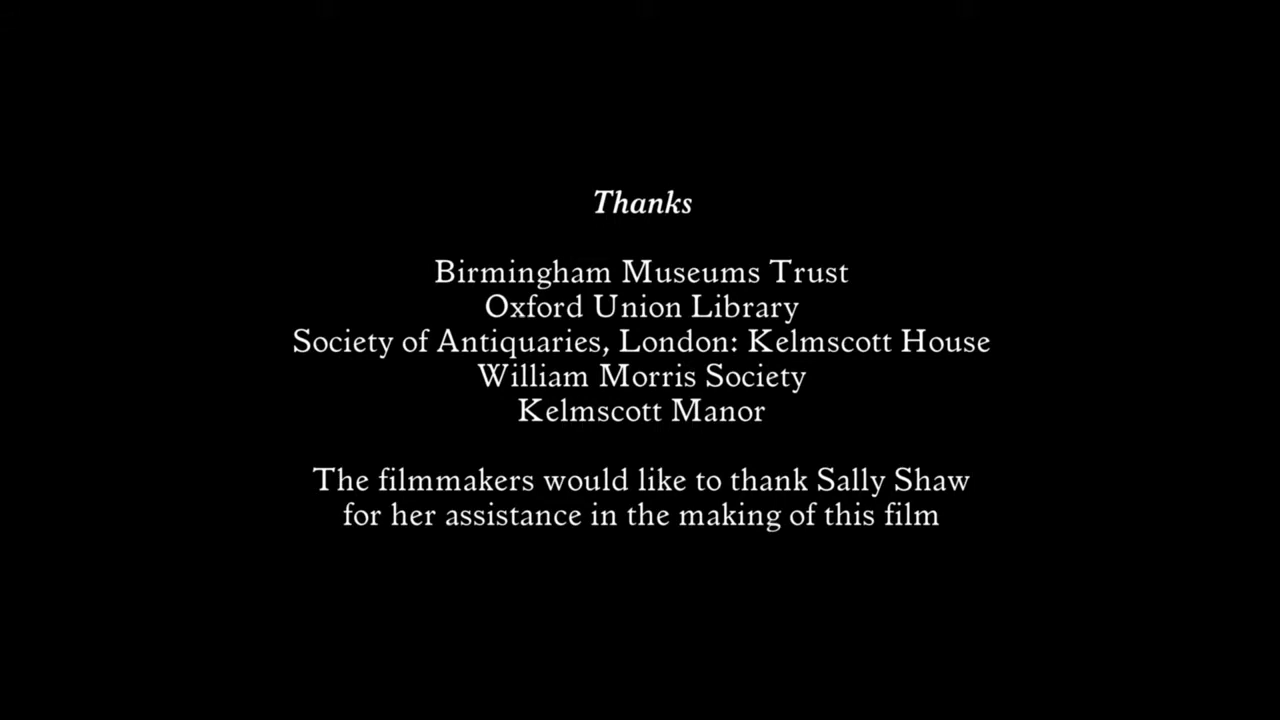 Thanks
Birmingham Museums Trust
Oxford Union Library
Society of Antiquaries, London: Kelmscott House
William Morris Society
Kelmscott Manor
The filmmakers would like to thank Sally Shaw
for her assistance in the making of this film